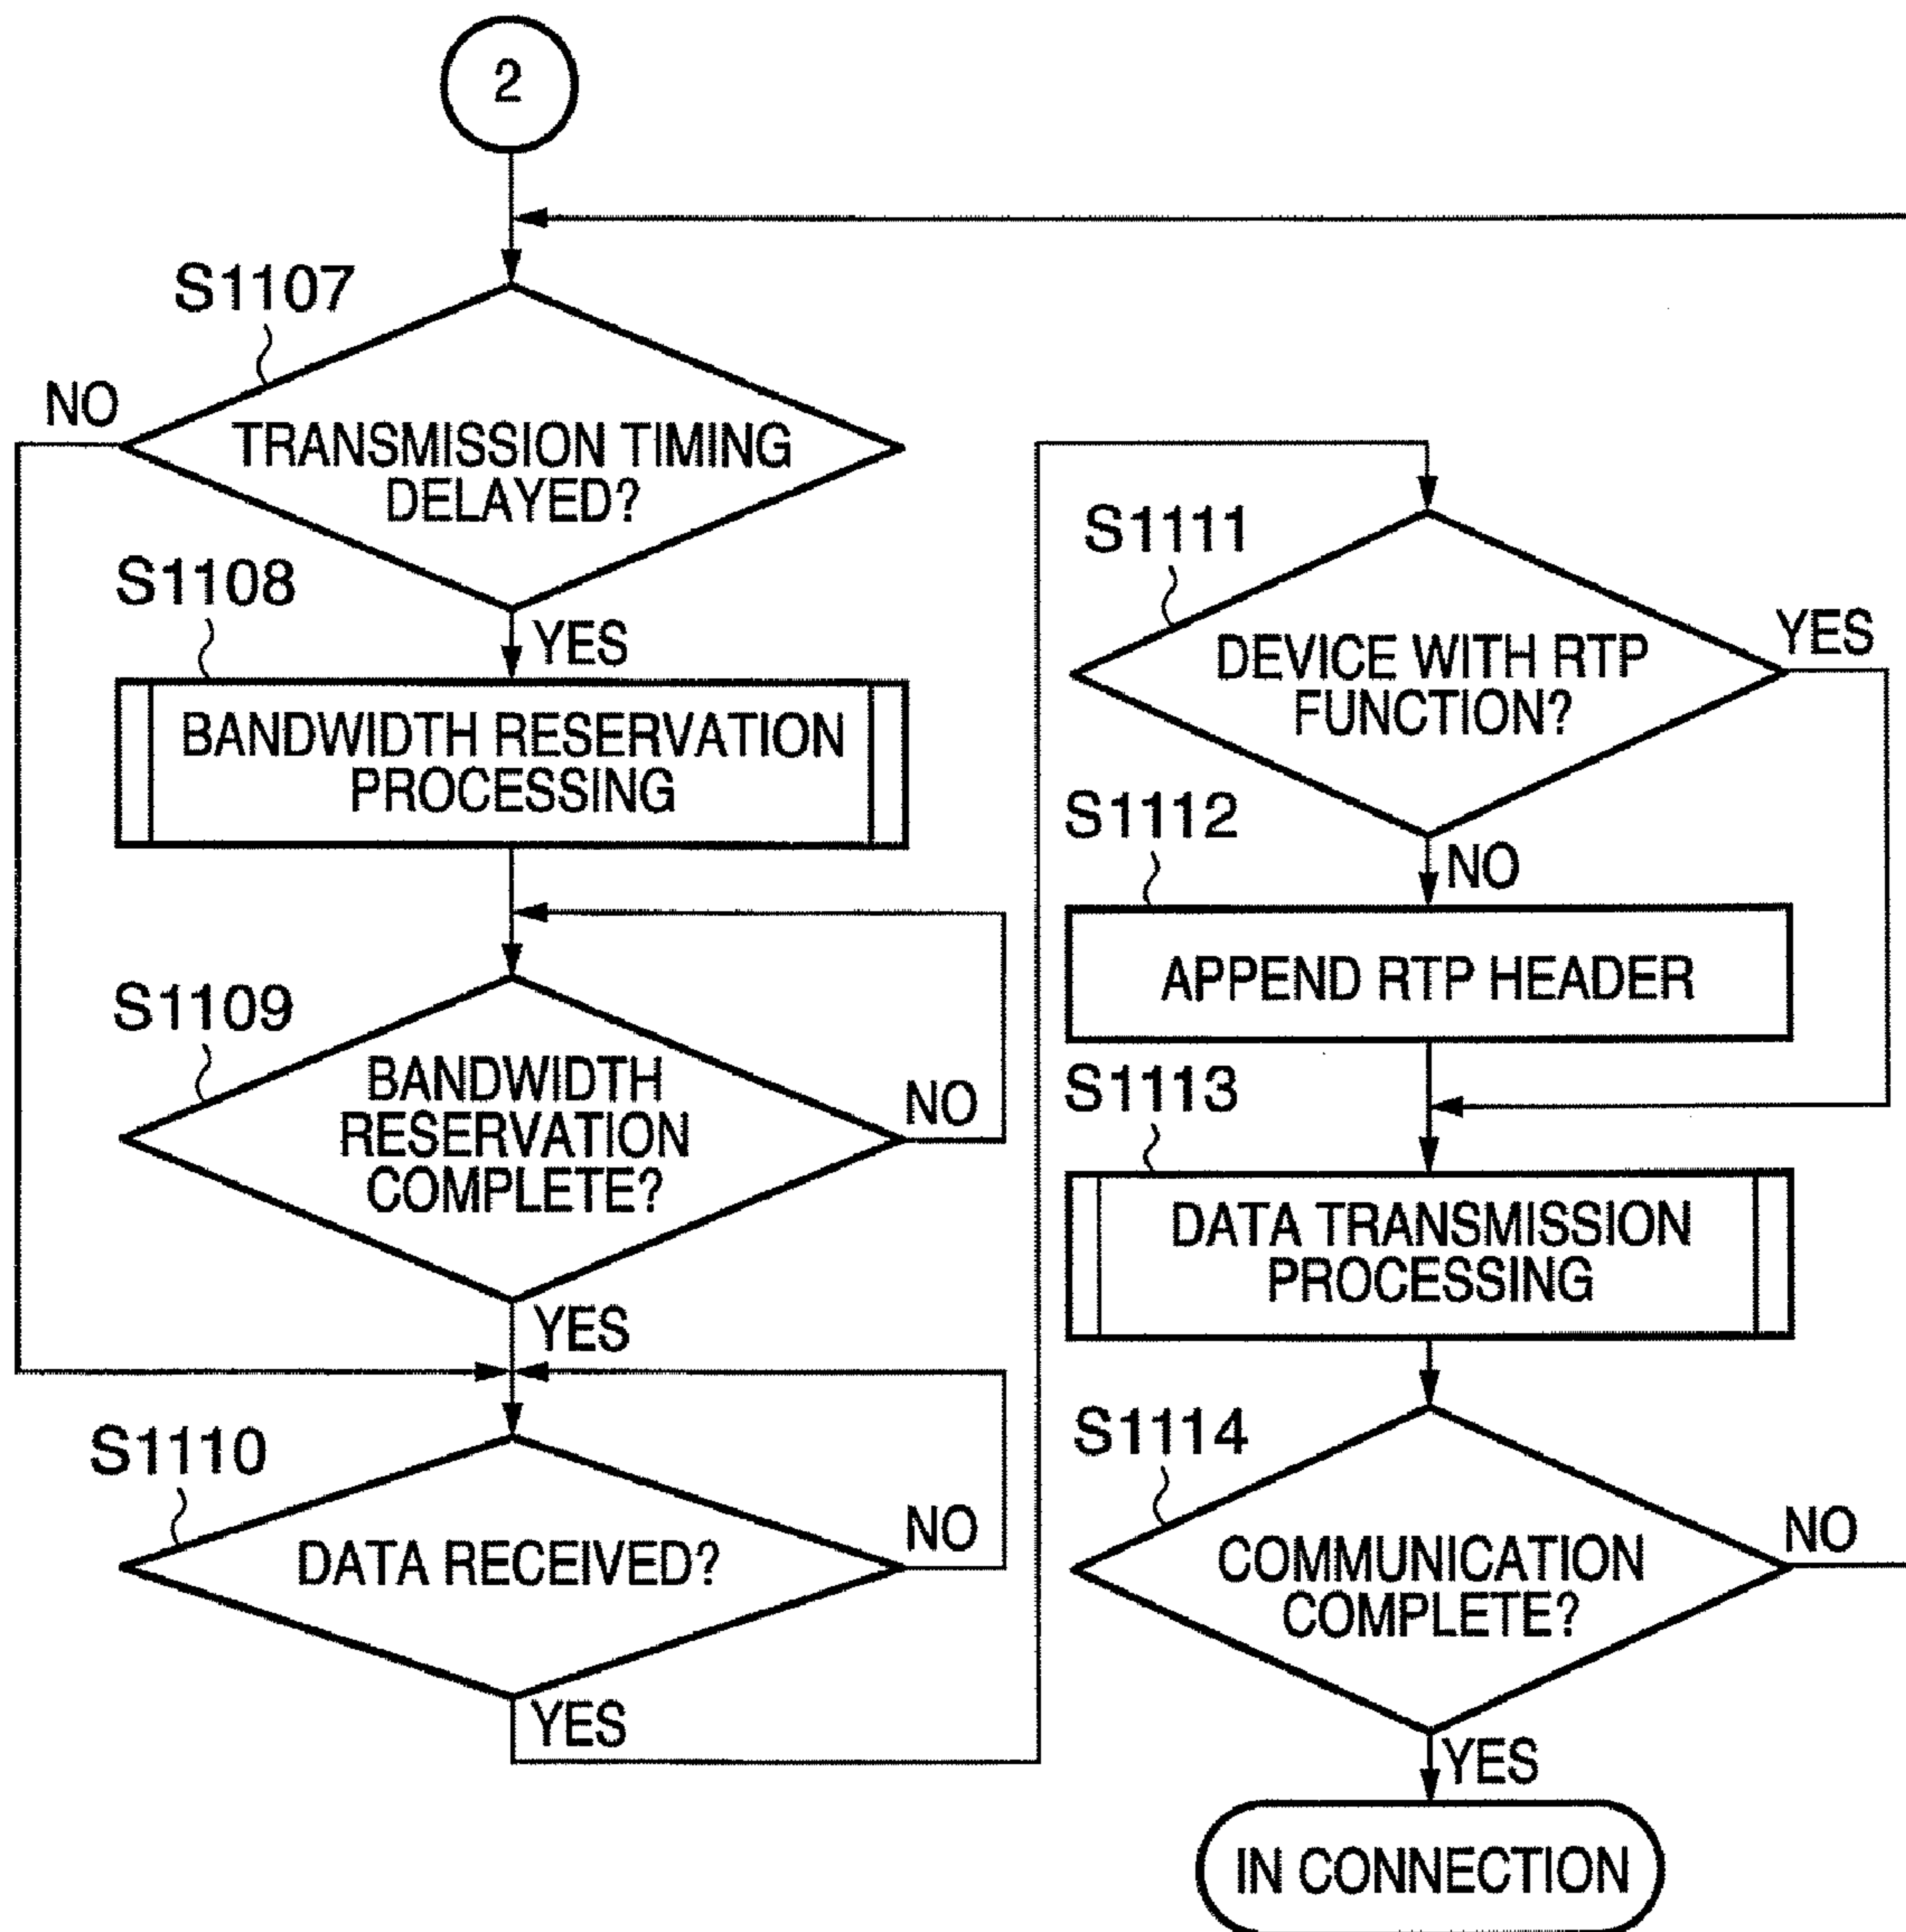 2
S1107
NO
TRANSMISSION TIMING
DELAYED?
S1108
YES
BANDWIDTH RESERVATION
PROCESSING
S1109
BANDWIDTH
RESERVATION
COMPLETE?
NO
YES
S1110
DATA RECEIVED?
NO
YES
S1111
DEVICE WITH RTP
FUNCTION?
YES
S1112
NO
APPEND RTP HEADER
S1113
DATA TRANSMISSION
PROCESSING
S1114
COMMUNICATION
COMPLETE?
NO
YES
IN CONNECTION